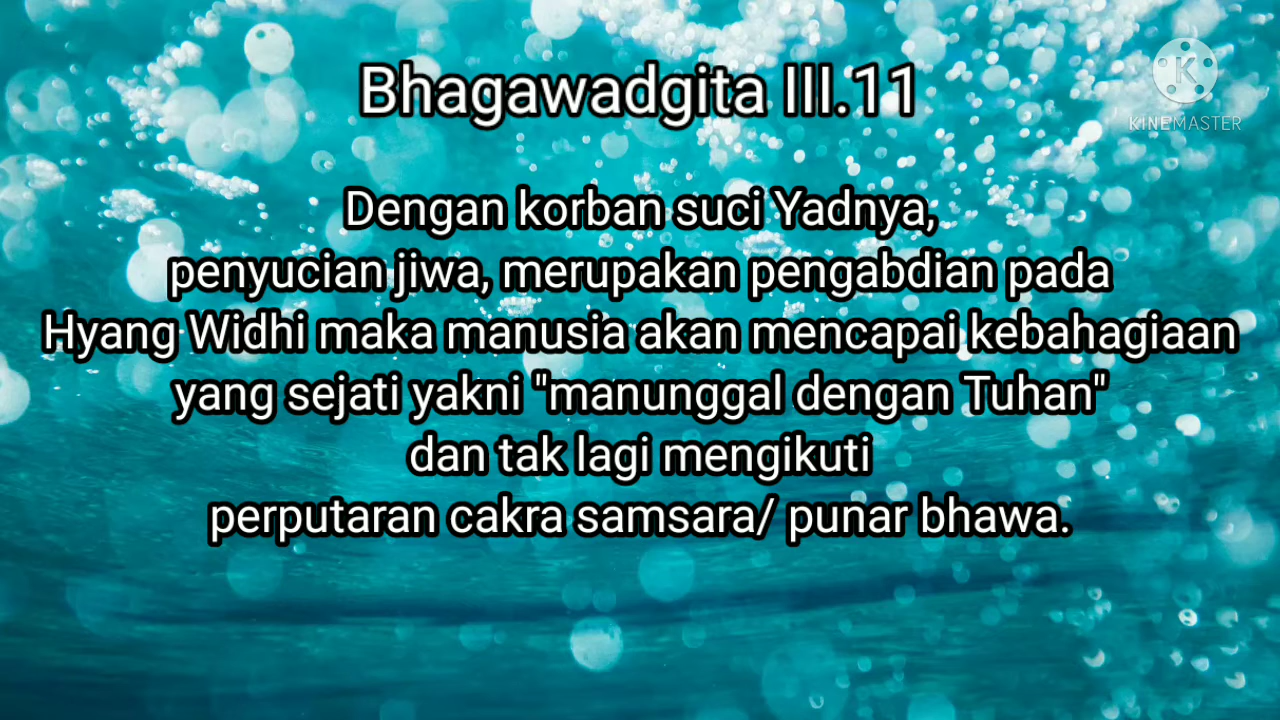 Bhagawadgita III.11
KINEMASTER
Dengan korban suci Yadnya,
penyucian jiwa, merupakan pengabdian pada
Hyang Widhi maka manusia akan mencapai kebahagiaan
yang sejati yakni "manunggal dengan Tuhan"
dan tak lagi mengikuti
perputaran cakra samsara/ punar bhawa.